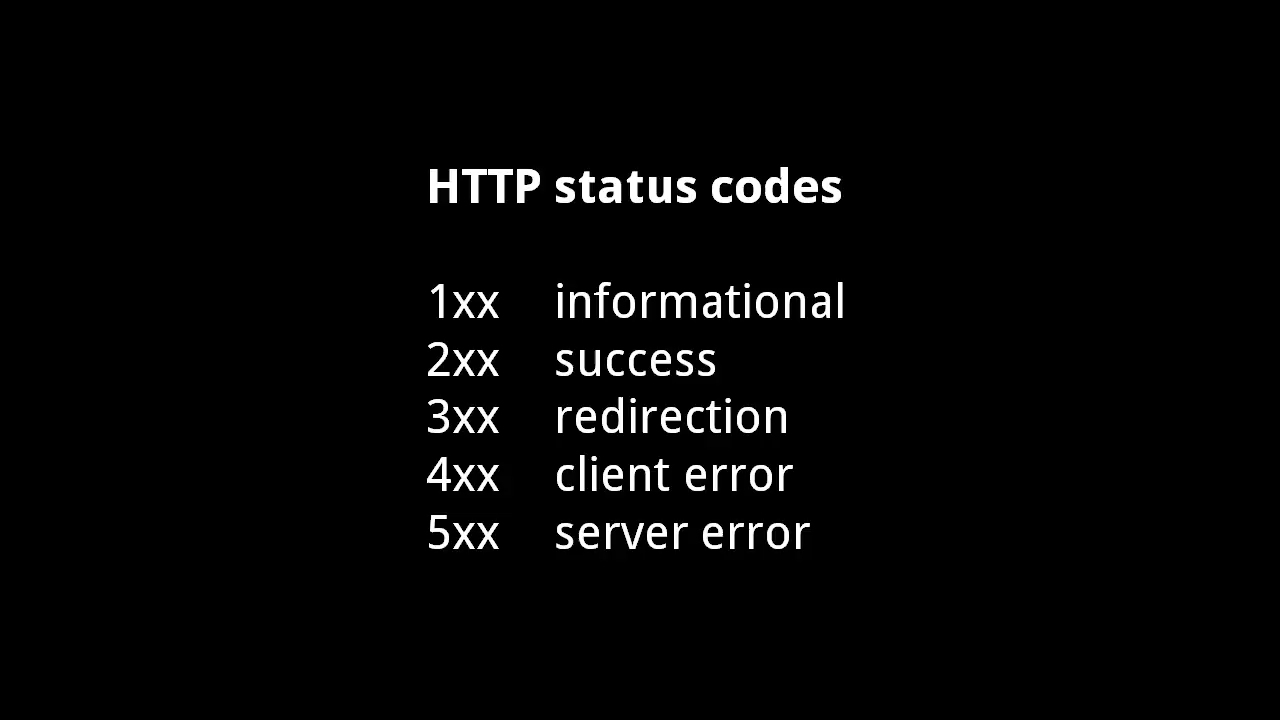 HTTP status codes
1xx informational
2xx success
3xx redirection
4xx client error
5xx server error